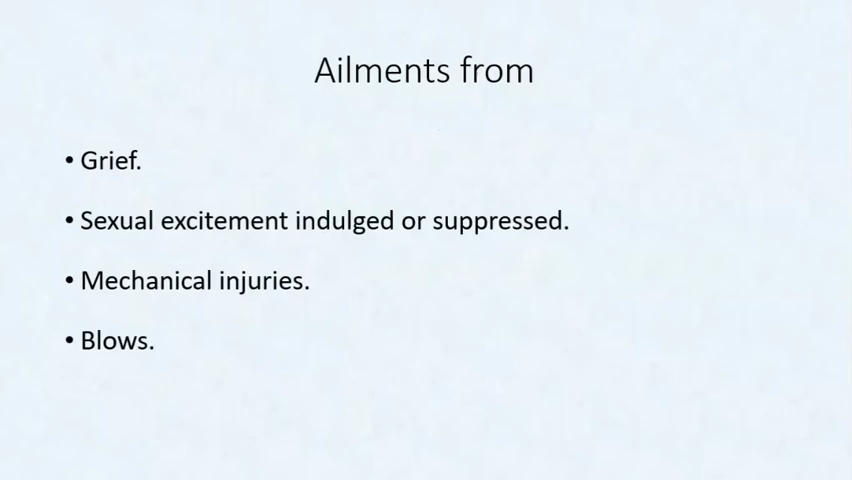 Ailments from
• Grief.
• Sexual excitement indulged or suppressed.
• Mechanical injuries.
• Blows.